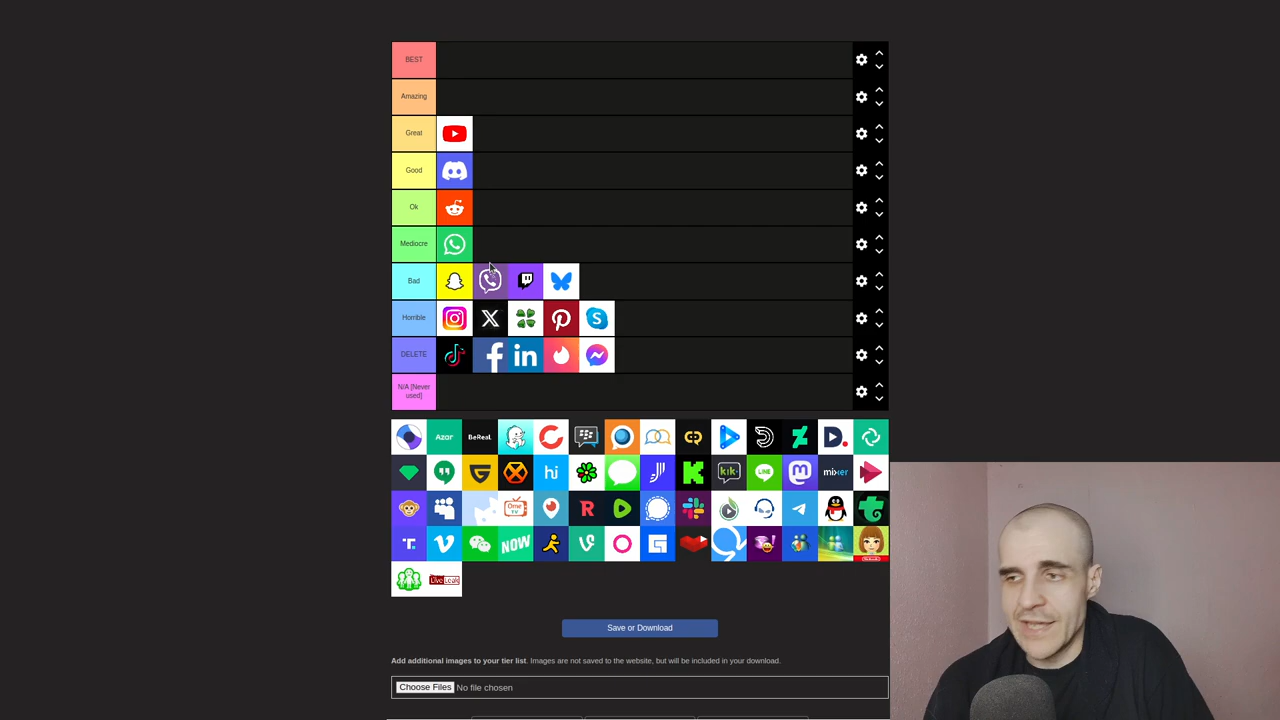 BEST
Amazing
Great
Good
Ok
Mediocre
Bad
Horrible
DELETE
N/A [Never
used]
Azar
BeReal.
hi
kik
LINE
mixer
OmeTV
NOW
LiveLeak
Save or Download
Add additional images to your tier list. Images are not saved to the website, but will be included in your download.
Choose Files No file chosen